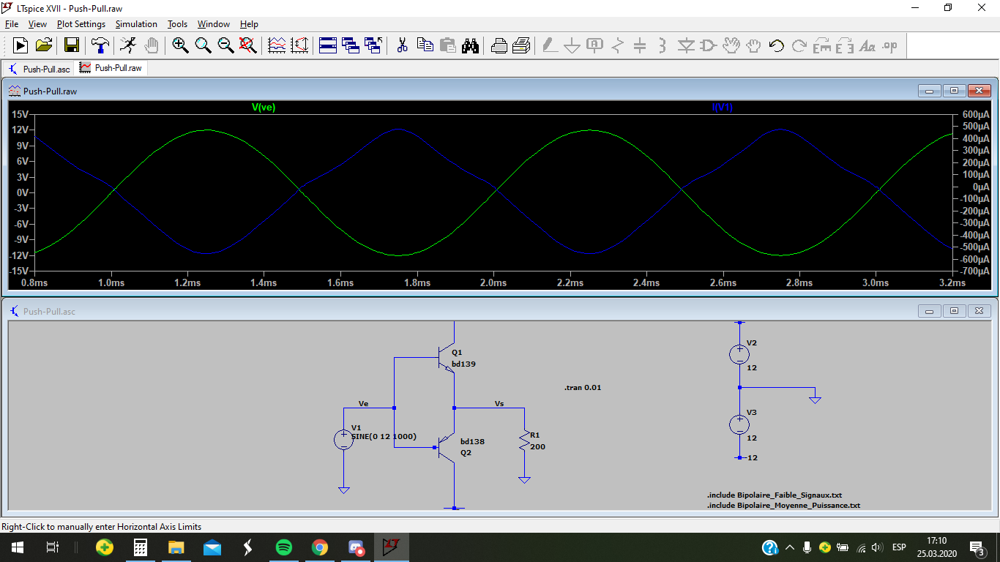 LTspice XVII - Push-Pull.raw
File View Plot Settings Simulation Tools Window Help
Push-Pull.asc Push-Pull.raw
Push-Pull.raw
V(ve) I(V1)
15V 600µA
12V 500µA
9V 400µA
6V 300µA
3V 200µA
0V 100µA
-3V 0µA
-6V -100µA
-9V -200µA
-12V -300µA
-15V -400µA
-500µA
-600µA
-700µA
0.8ms 1.0ms 1.2ms 1.4ms 1.6ms 1.8ms 2.0ms 2.2ms 2.4ms 2.6ms 2.8ms 3.0ms 3.2ms
Push-Pull.asc
V2
12
Q1
bd139
.tran 0.01
Ve
Vs
V3
12
V1
SINE(0 12 1000)
R1
200
bd138
Q2
-12
.include Bipolaire_Faible_Signaux.txt
.include Bipolaire_Moyenne_Puissance.txt
Right-Click to manually enter Horizontal Axis Limits
ESP
17:10
25.03.2020
3